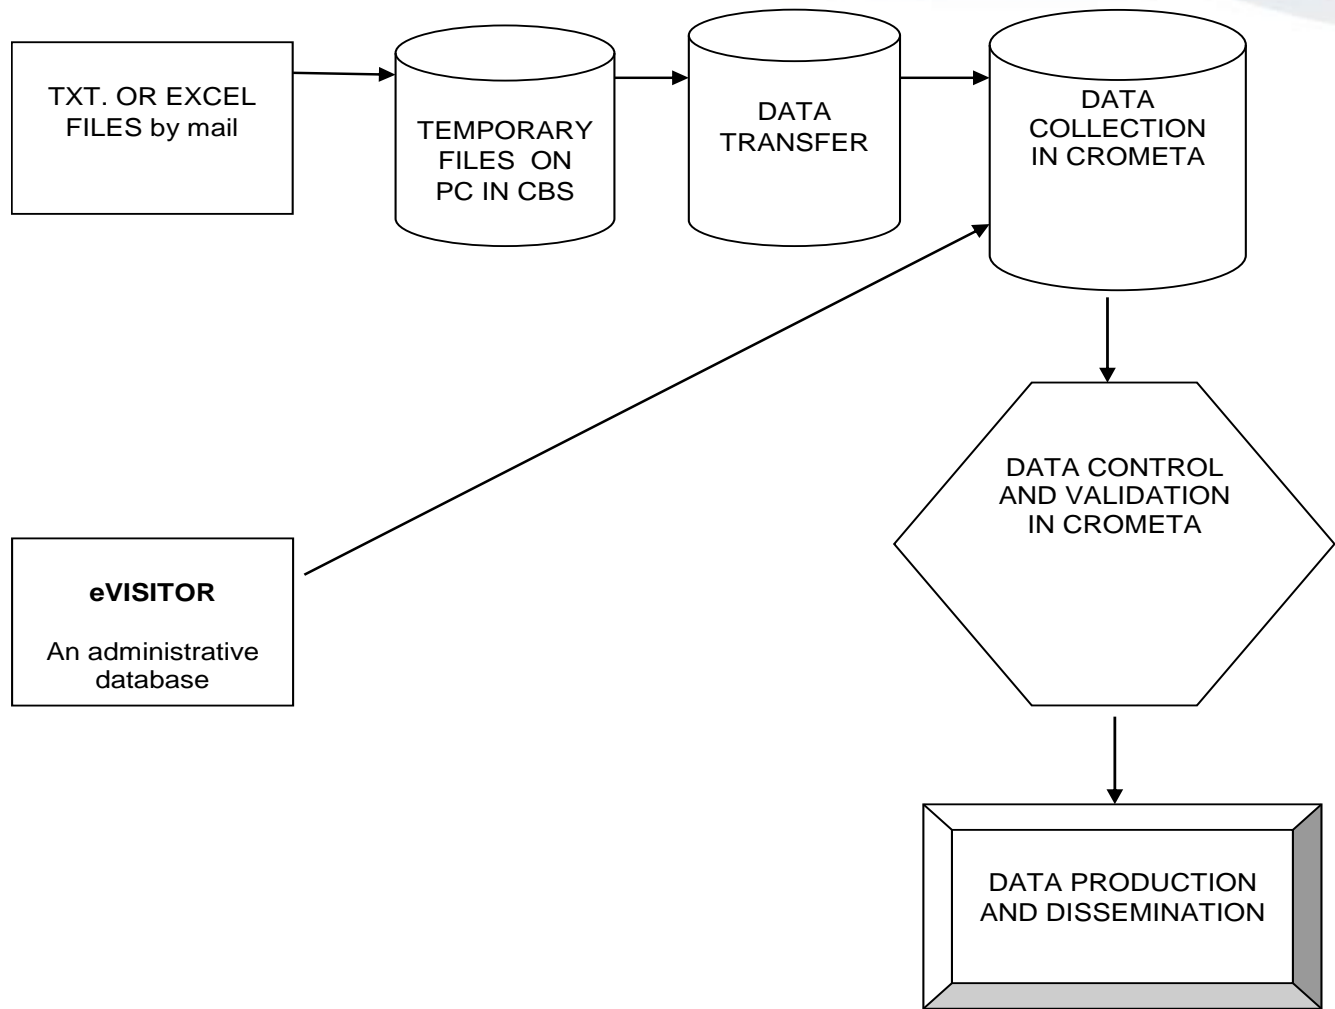 TXT. OR EXCEL
FILES by mail
TEMPORARY
FILES ON
PC IN CBS
DATA
TRANSFER
DATA
COLLECTION
IN CROMETA
DATA CONTROL
AND VALIDATION
IN CROMETA
eVISITOR
An administrative
database
DATA PRODUCTION
AND DISSEMINATION